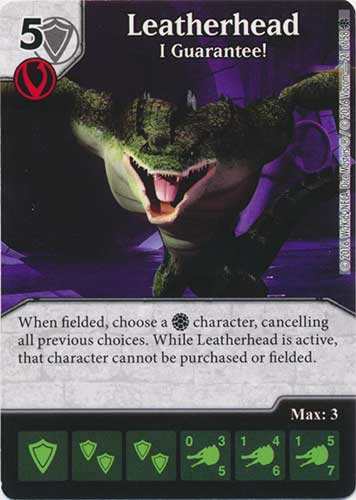 5
Leatherhead
I Guarantee!
When fielded, choose a character, cancelling
all previous choices. While Leatherhead is active,
that character cannot be purchased or fielded.
Max: 3
0 3 5
1 4 6
1 5 7